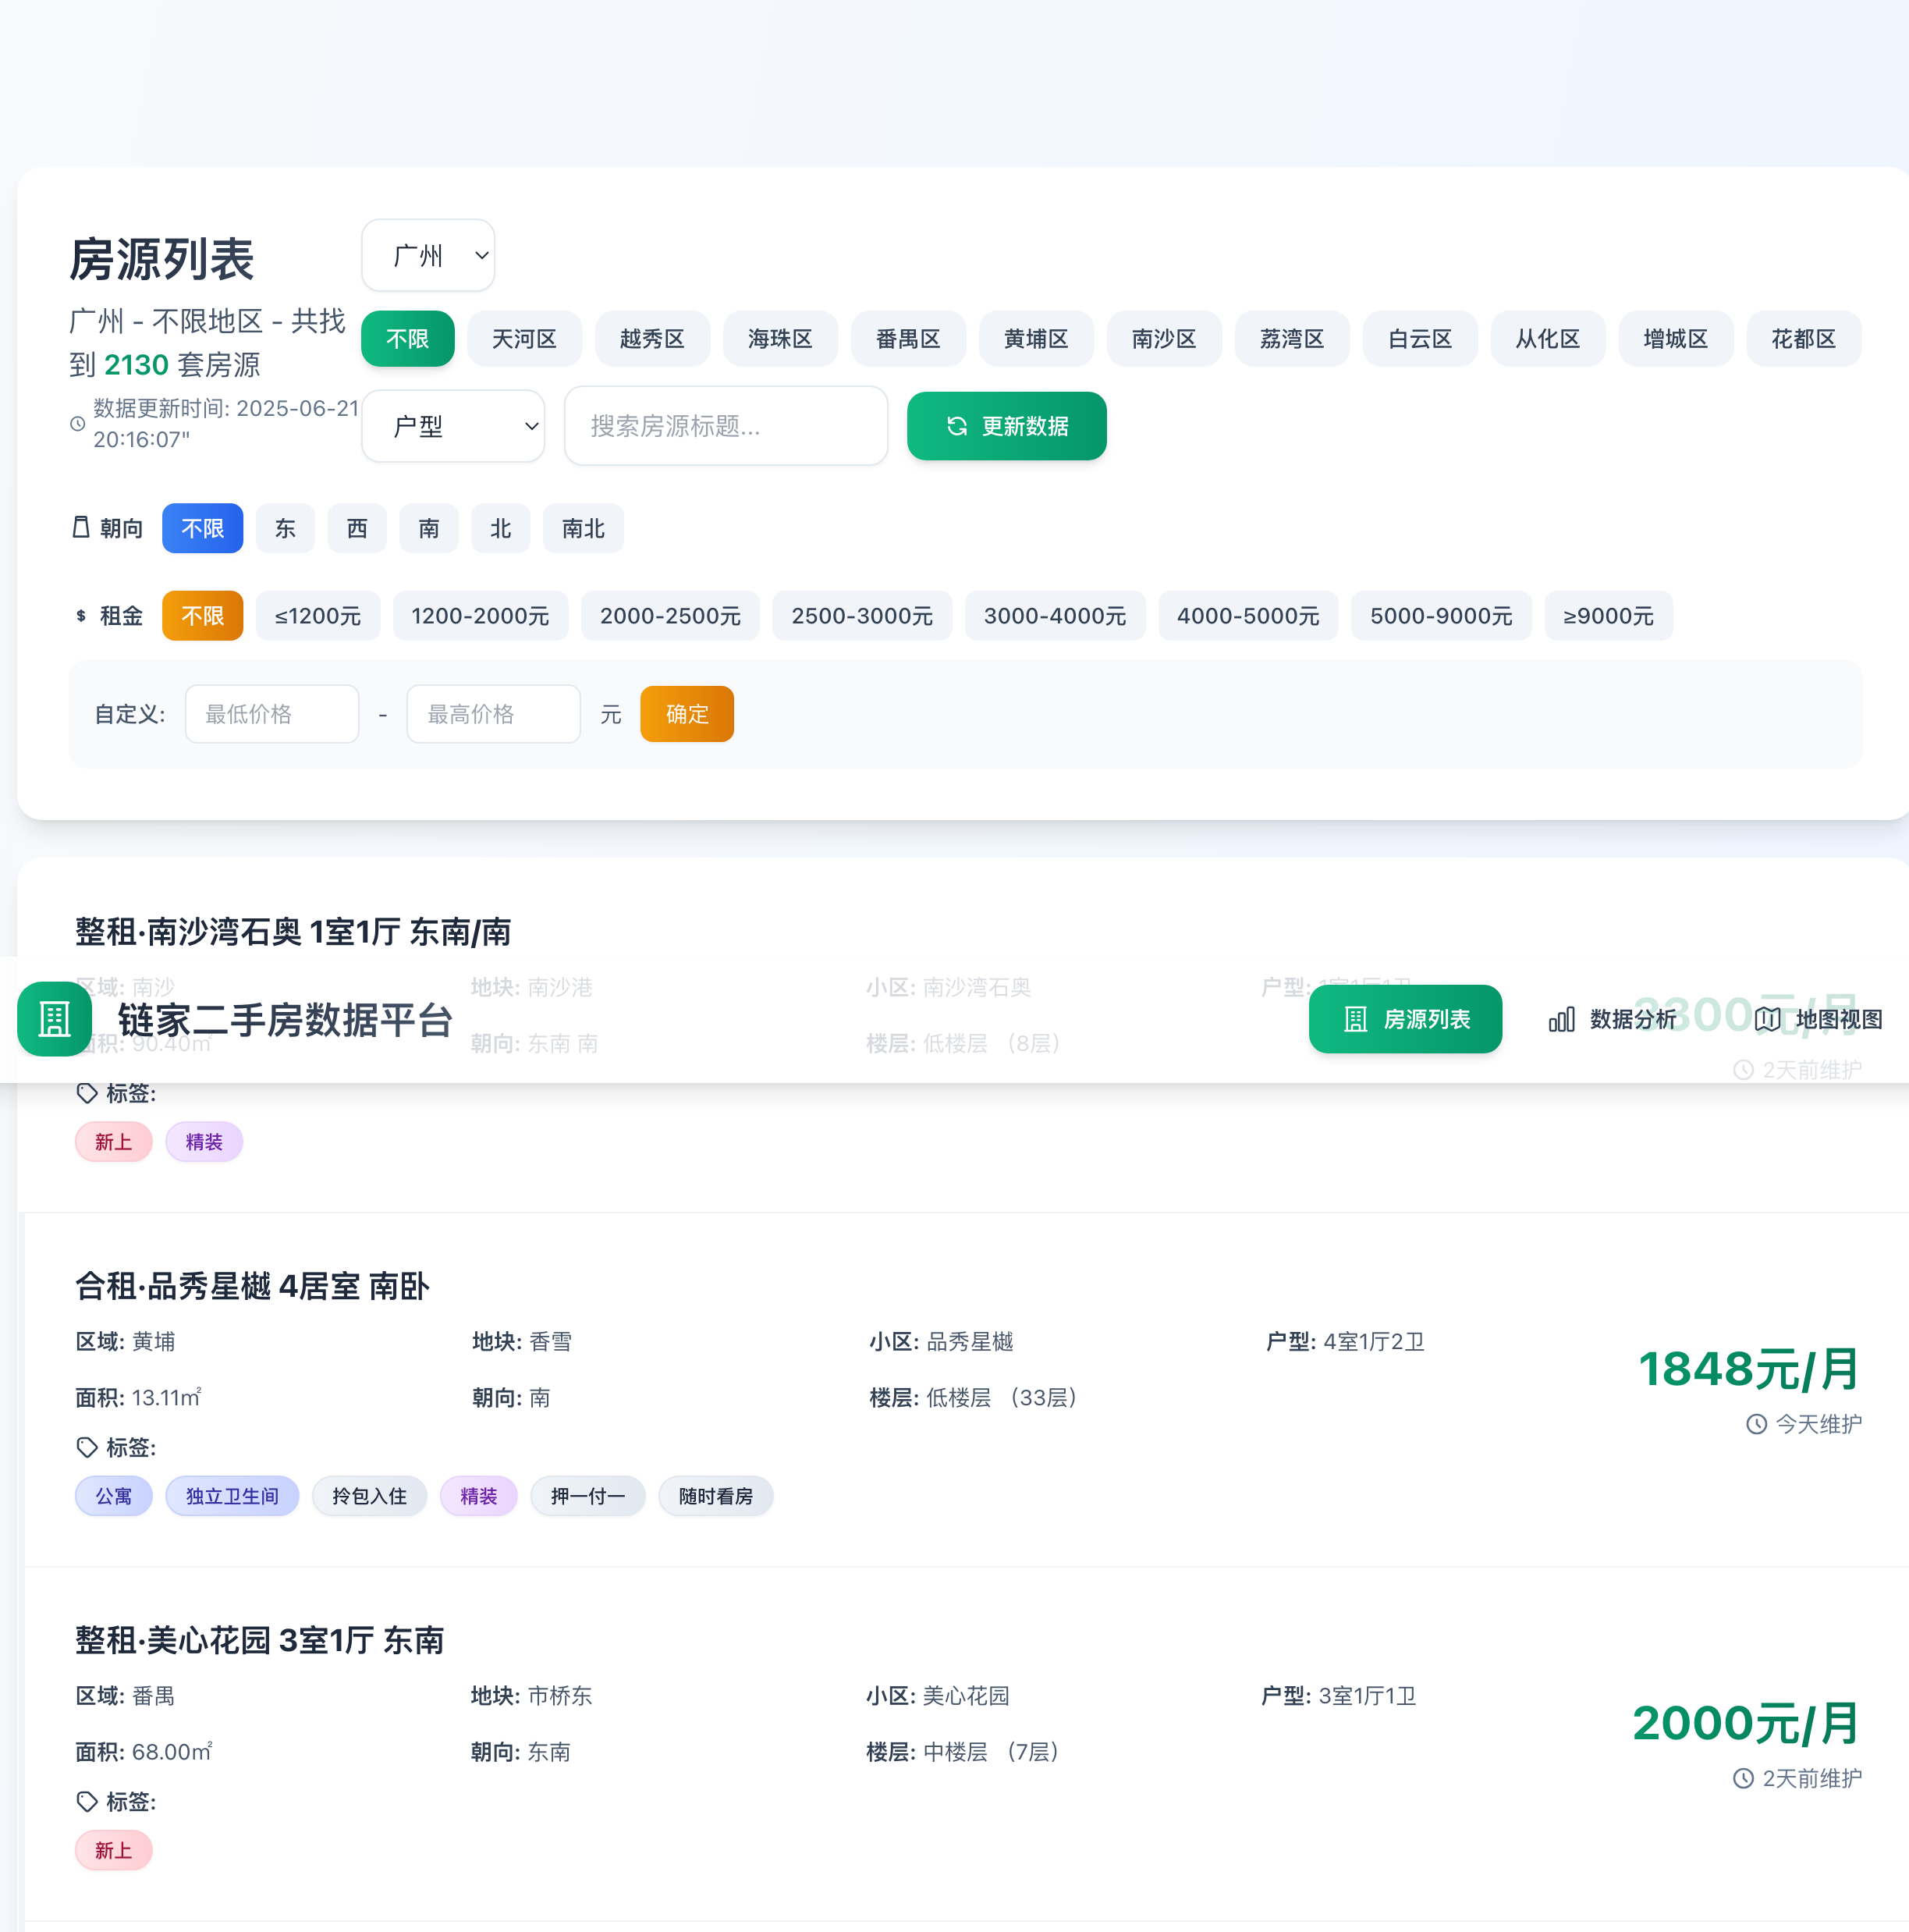 房源列表
广州
广州 - 不限地区 - 共找
到 2130 套房源
数据更新时间: 2025-06-21
20:16:07"
不限 天河区 越秀区 海珠区 番禺区 黄埔区 南沙区 荔湾区 白云区 从化区 增城区 花都区
户型 搜索房源标题... 更新数据
朝向 不限 东 西 南 北 南北
$ 租金 不限 ≤1200元 1200-2000元 2000-2500元 2500-3000元 3000-4000元 4000-5000元 5000-9000元 ≥9000元
自定义: 最低价格 - 最高价格 元 确定
整租·南沙湾石奥 1室1厅 东南/南
区域: 南沙 地块: 南沙港 小区: 南沙湾石奥 户型:
链家二手房数据平台 房源列表 数据分析 地图视图
面积: 90.40㎡ 朝向: 东南 南 楼层: 低楼层 （8层）
3300元/月
2天前维护
标签:
新上 精装
合租·品秀星樾 4居室 南卧
区域: 黄埔 地块: 香雪 小区: 品秀星樾 户型: 4室1厅2卫
面积: 13.11㎡ 朝向: 南 楼层: 低楼层 （33层）
1848元/月
今天维护
标签:
公寓 独立卫生间 拎包入住 精装 押一付一 随时看房
整租·美心花园 3室1厅 东南
区域: 番禺 地块: 市桥东 小区: 美心花园 户型: 3室1厅1卫
面积: 68.00㎡ 朝向: 东南 楼层: 中楼层 （7层）
2000元/月
2天前维护
标签:
新上